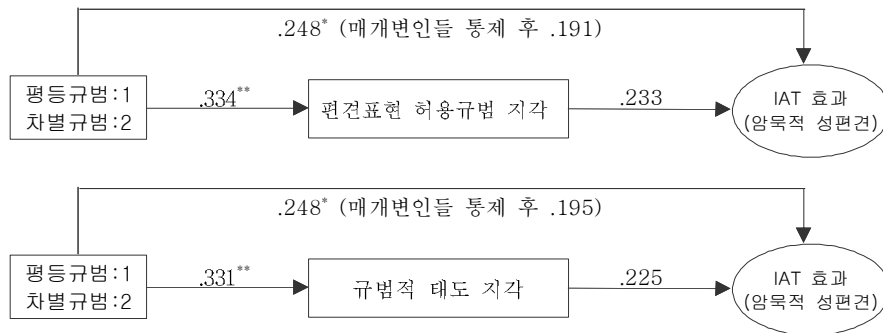 .248* (매개변인들 통제 후 .191)
평등규범:1
차별규범:2
.334**
편견표현 허용규범 지각
.233
IAT 효과
(암묵적 성편견)
.248* (매개변인들 통제 후 .195)
평등규범:1
차별규범:2
.331**
규범적 태도 지각
.225
IAT 효과
(암묵적 성편견)